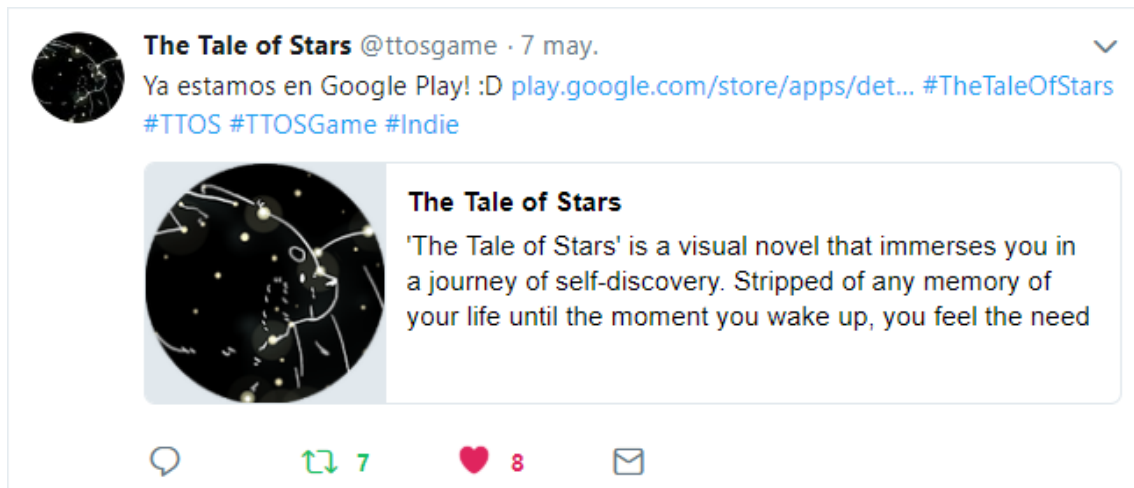 The Tale of Stars @ttosgame · 7 may.
Ya estamos en Google Play! :D play.google.com/store/apps/det... #TheTaleOfStars
#TTOS #TTOSGame #Indie
The Tale of Stars
'The Tale of Stars' is a visual novel that immerses you in
a journey of self-discovery. Stripped of any memory of
your life until the moment you wake up, you feel the need
7 8